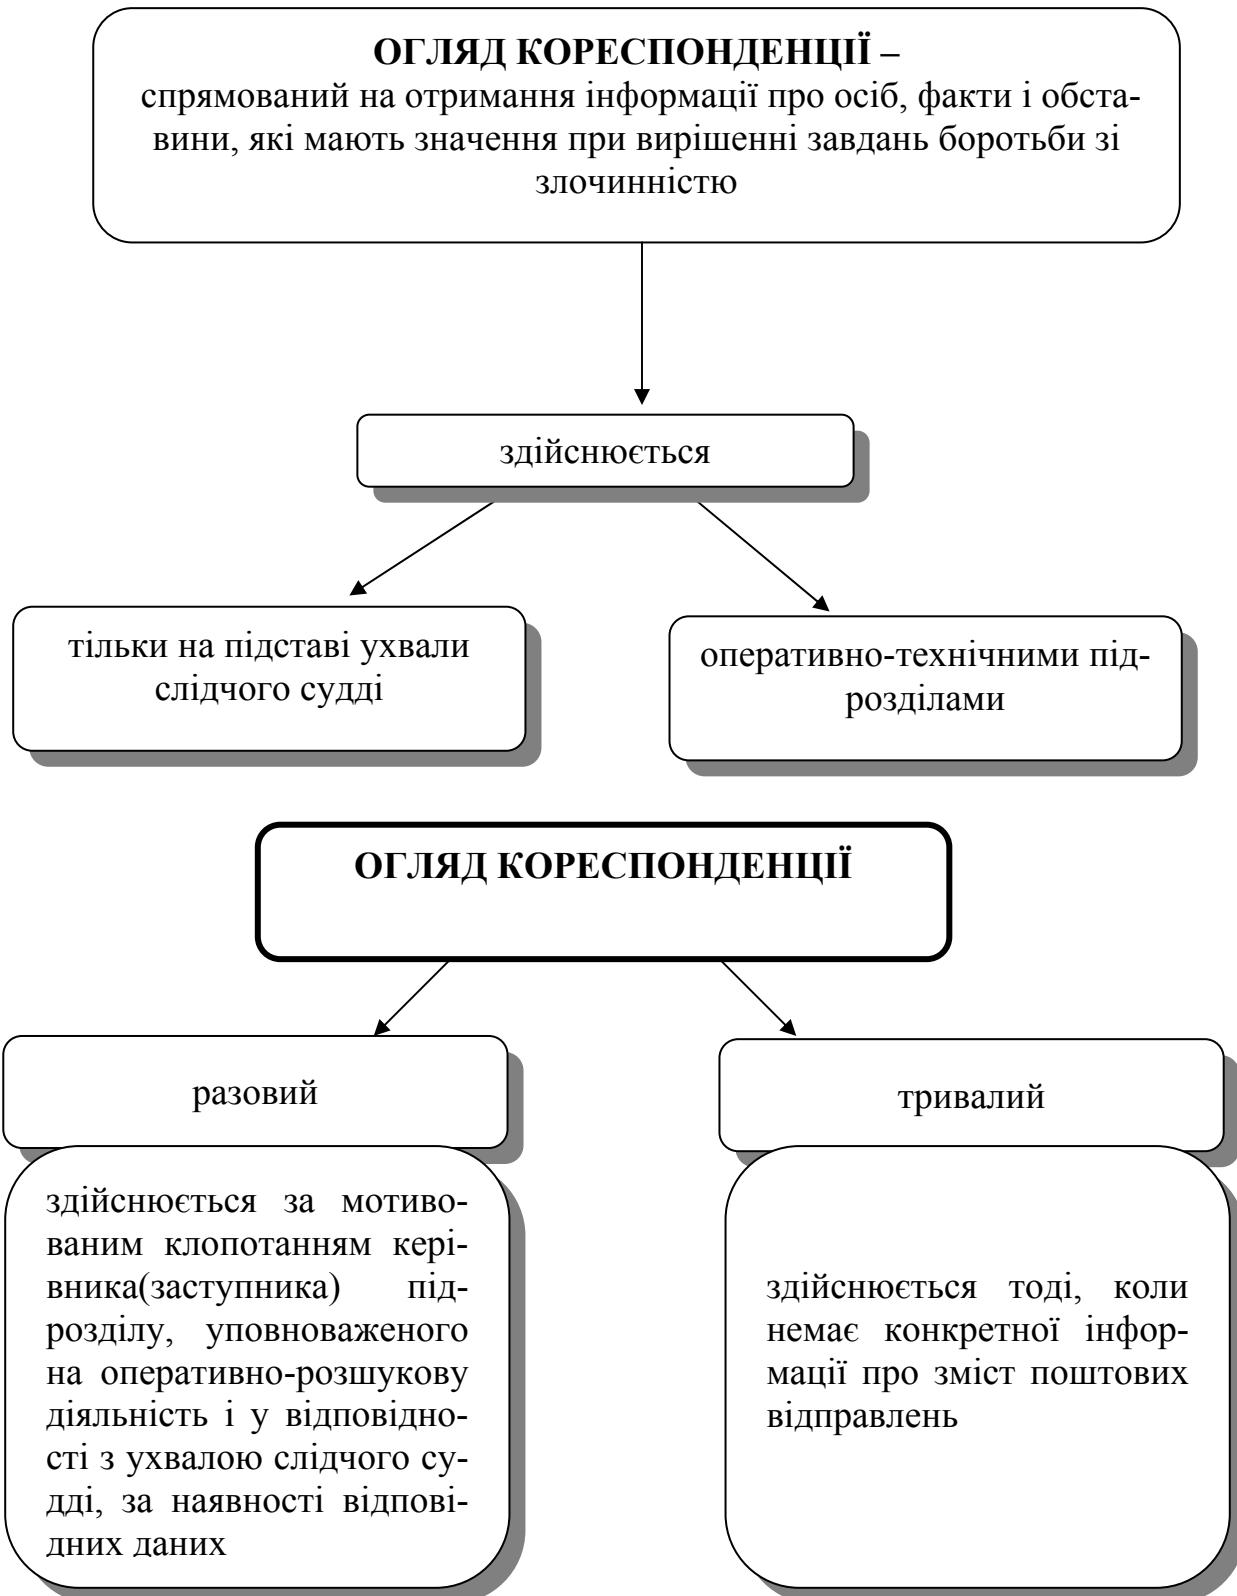 ОГЛЯД КОРЕСПОНДЕНЦІЇ –
спрямований на отримання інформації про осіб, факти і обста-
вини, які мають значення при вирішенні завдань боротьби зі
злочинністю
здійснюється
тільки на підставі ухвали
слідчого судді
оперативно-технічними під-
розділами
ОГЛЯД КОРЕСПОНДЕНЦІЇ
разовий
тривалий
здійснюється за мотиво-
ваним клопотанням кері-
вника(заступника) під-
розділу, уповноваженого
на оперативно-розшукову
діяльність і у відповідно-
сті з ухвалою слідчого су-
дді, за наявності відпові-
дних даних
здійснюється тоді, коли
немає конкретної інфор-
мації про зміст поштових
відправлень